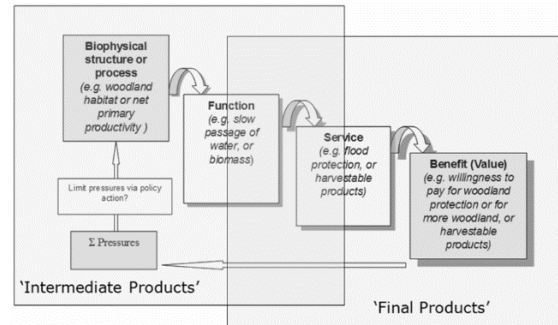 Biophysical
structure or
process
(e.g. woodland
habitat or net
primary
productivity )
Function
(e.g. slow
passage of
water, or
biomass)
Service
(e.g. flood
protection, or
harvestable
products)
Benefit (Value)
(e.g. willingness to
pay for woodland
protection or for
more woodland, or
harvestable
products)
Limit pressures via policy
action?
Σ Pressures
'Intermediate Products'
'Final Products'